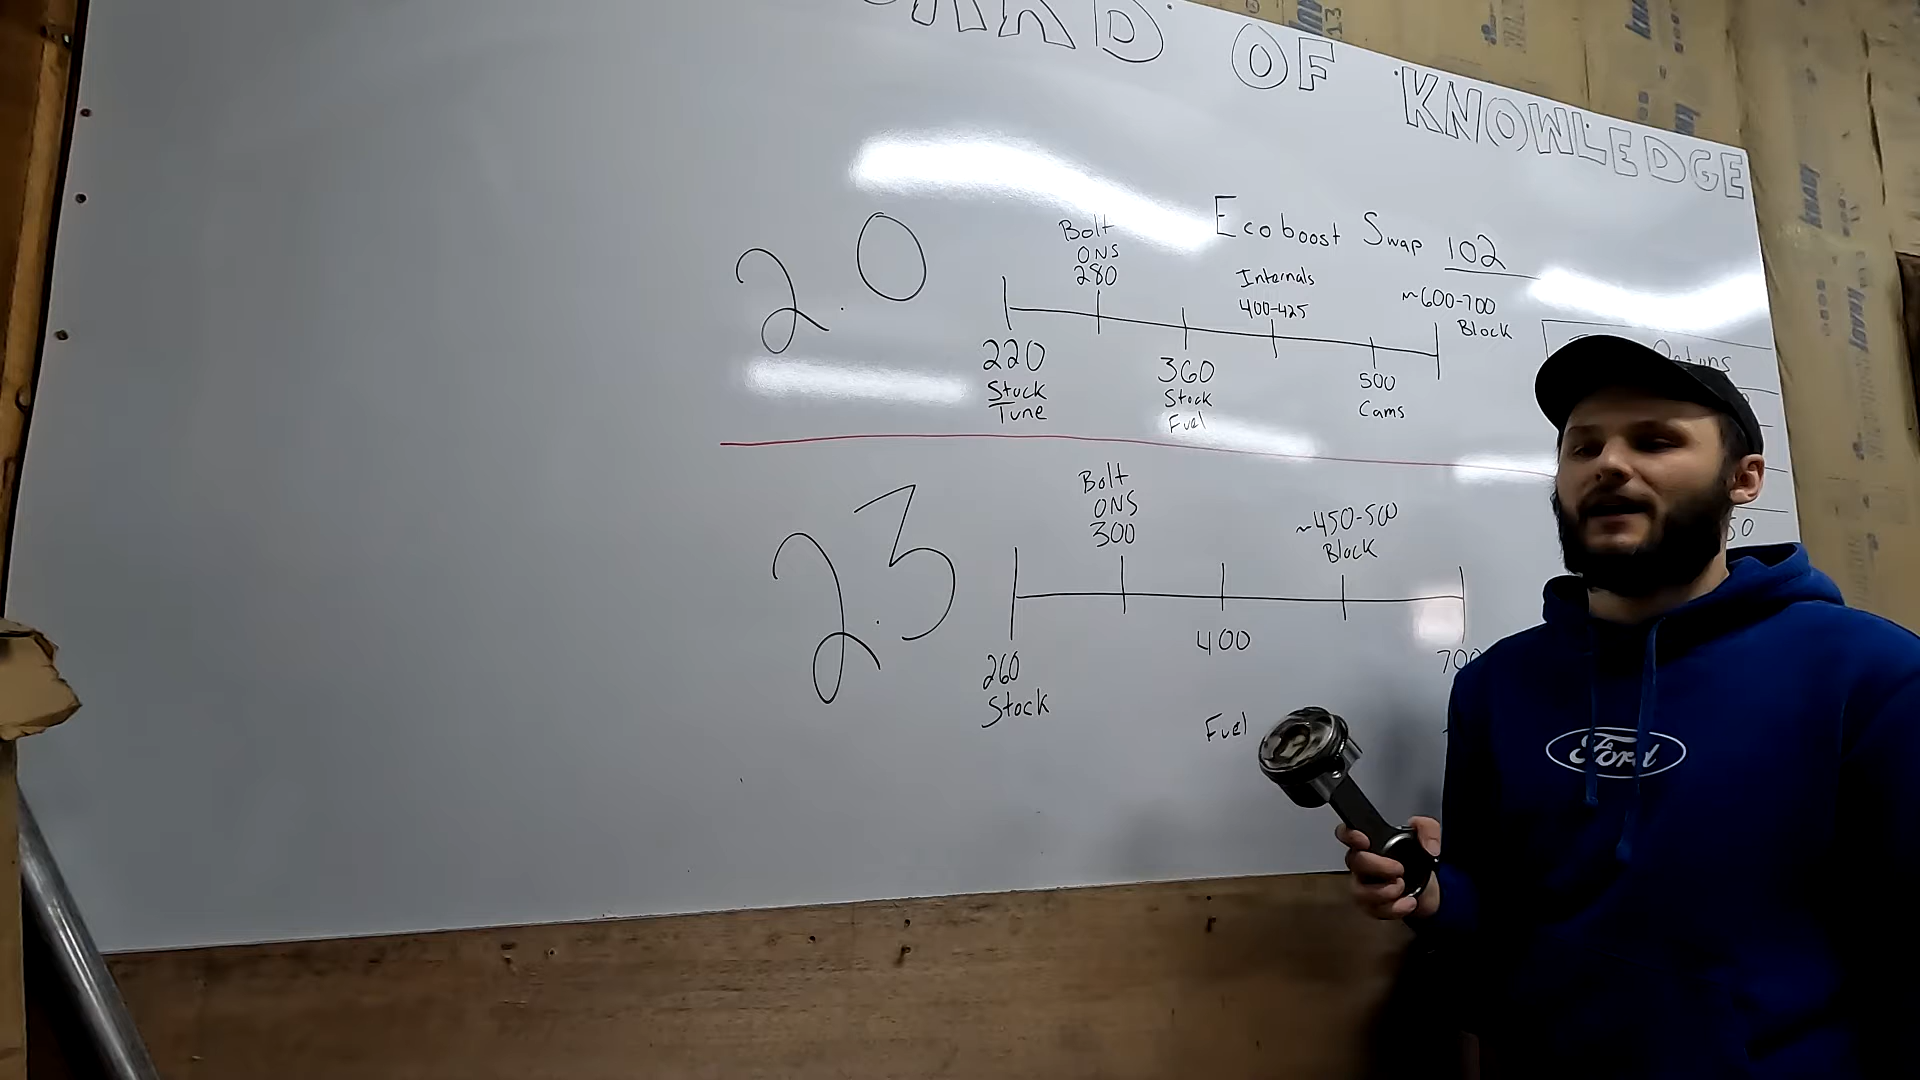 OF KNOWLEDGE
Ecoboost Swap 102
2.0
Bolt
ONS
280
Internals
400-425
~600-700
Block
220
Stock
Tune
360
Stock
Fuel
500
Cams
2.3
Bolt
ONS
300
~450-500
Block
260
Stock
400
Fuel
700
50
Ford
KNAUF